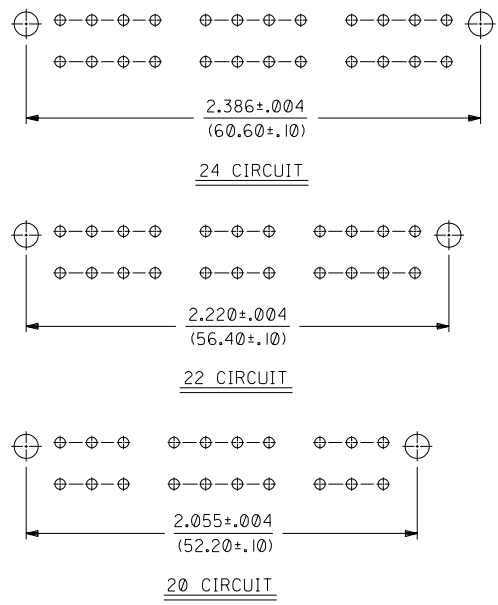 2.386±.004
(60.60±.10)
24 CIRCUIT
2.220±.004
(56.40±.10)
22 CIRCUIT
2.055±.004
(52.20±.10)
20 CIRCUIT